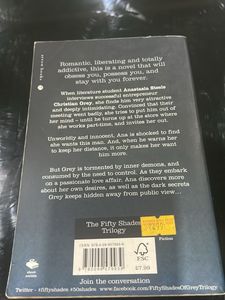 Romantic, liberating and totally
addictive, this is a novel that will
obsess you, possess you, and
stay with you forever.
When literature student Anastasia Steele
interviews successful entrepreneur
Christian Grey, she finds him very attractive
and deeply intimidating. Convinced that their
meeting went badly, she tries to put him out of
her mind – until he turns up at the store where
she works part-time, and invites her out.
Unworldly and innocent, Ana is shocked to find
she wants this man. And, when he warns her
to keep her distance, it only makes her want
him more.
But Grey is tormented by inner demons, and
consumed by the need to control. As they embark
on a passionate love affair, Ana discovers more
about her own desires, as well as the dark secrets
Grey keeps hidden away from public view...
The Fifty Shades
Trilogy
Fiction
FSC
£7.99
Join the conversation
Twitter - #fiftyshades #50shades www.facebook.com/FiftyShadesOfGreyTrilogy